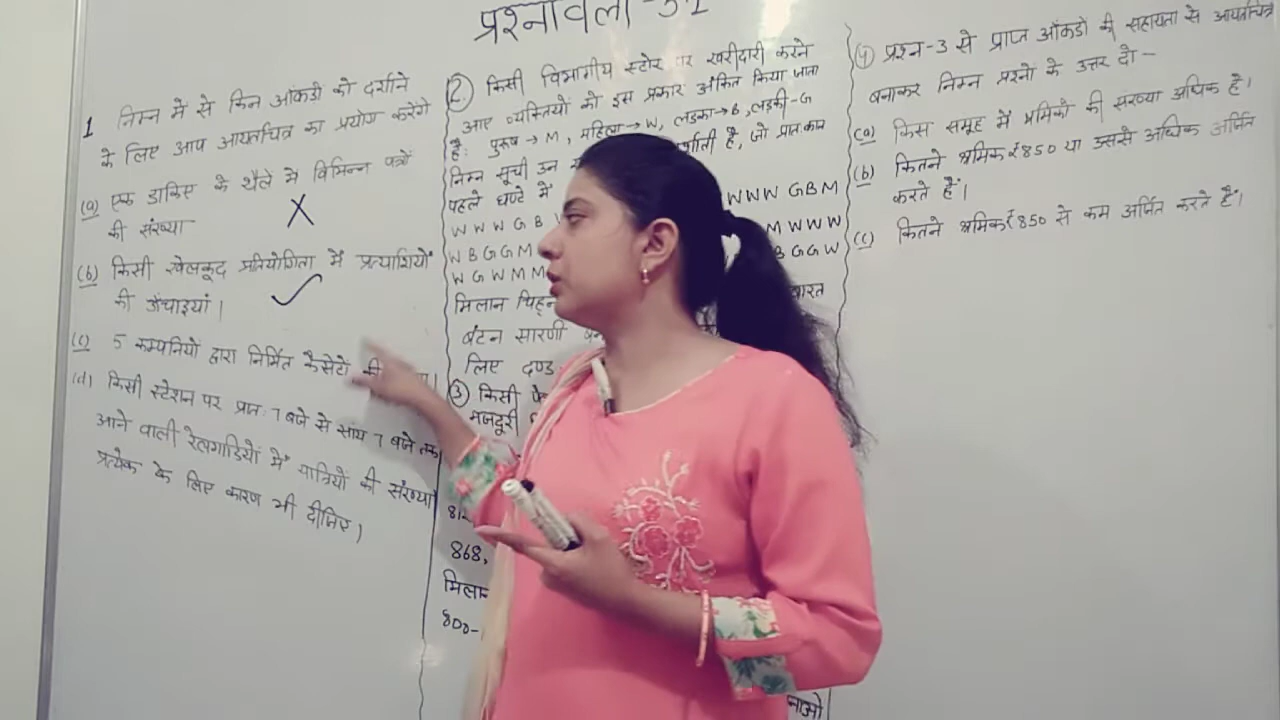 प्रश्नावली
1 निम्न में से किन आँकडों को दर्शाने
के लिए आप आयतचित्र का प्रयोग करेंगे
(a) एक डाकिए के थैले में विभिन्न पत्रों
की संख्या X
(b) किसी खेलकूद प्रतियोगिता में प्रत्याशियों
की ऊंचाइयां। ✓
(c) 5 कम्पनियों द्वारा निर्मित कैसेटों की
(d) किसी स्टेशन पर प्रातः 7 बजे से सांय 7 बजे तक
आने वाली रेलगाडियों में यात्रियों की संख्या
प्रत्येक के लिए कारण भी दीजिए।
(2) किसी विभागीय स्टोर पर खरीदारी करने
आए व्यक्तियों को इस प्रकार अंकित किया जाता
है: पुरूष → M, महिला → W, लडका → B, लडकी - G
निम्न सूची उन है, जो प्रातःकाल
पहले घण्टे में
W W W G B W W W G B M
W B G G M M W W W
W G W M M B G G W
मिलान चिह्न
बंटन सारणी
लिए दण्ड
(3) किसी
मजदूरी
868,
मिलान
800-
(4) प्रश्न-3 से प्राप्त आँकडों की सहायता से आयतचित्र
बनाकर निम्न प्रश्नों के उत्तर दो -
(a) किस समूह में श्रमिकों की संख्या अधिक है।
(b) कितने श्रमिक ₹850 या उससे अधिक अर्जित
करते हैं।
(c) कितने श्रमिक ₹850 से कम अर्जित करते हैं।